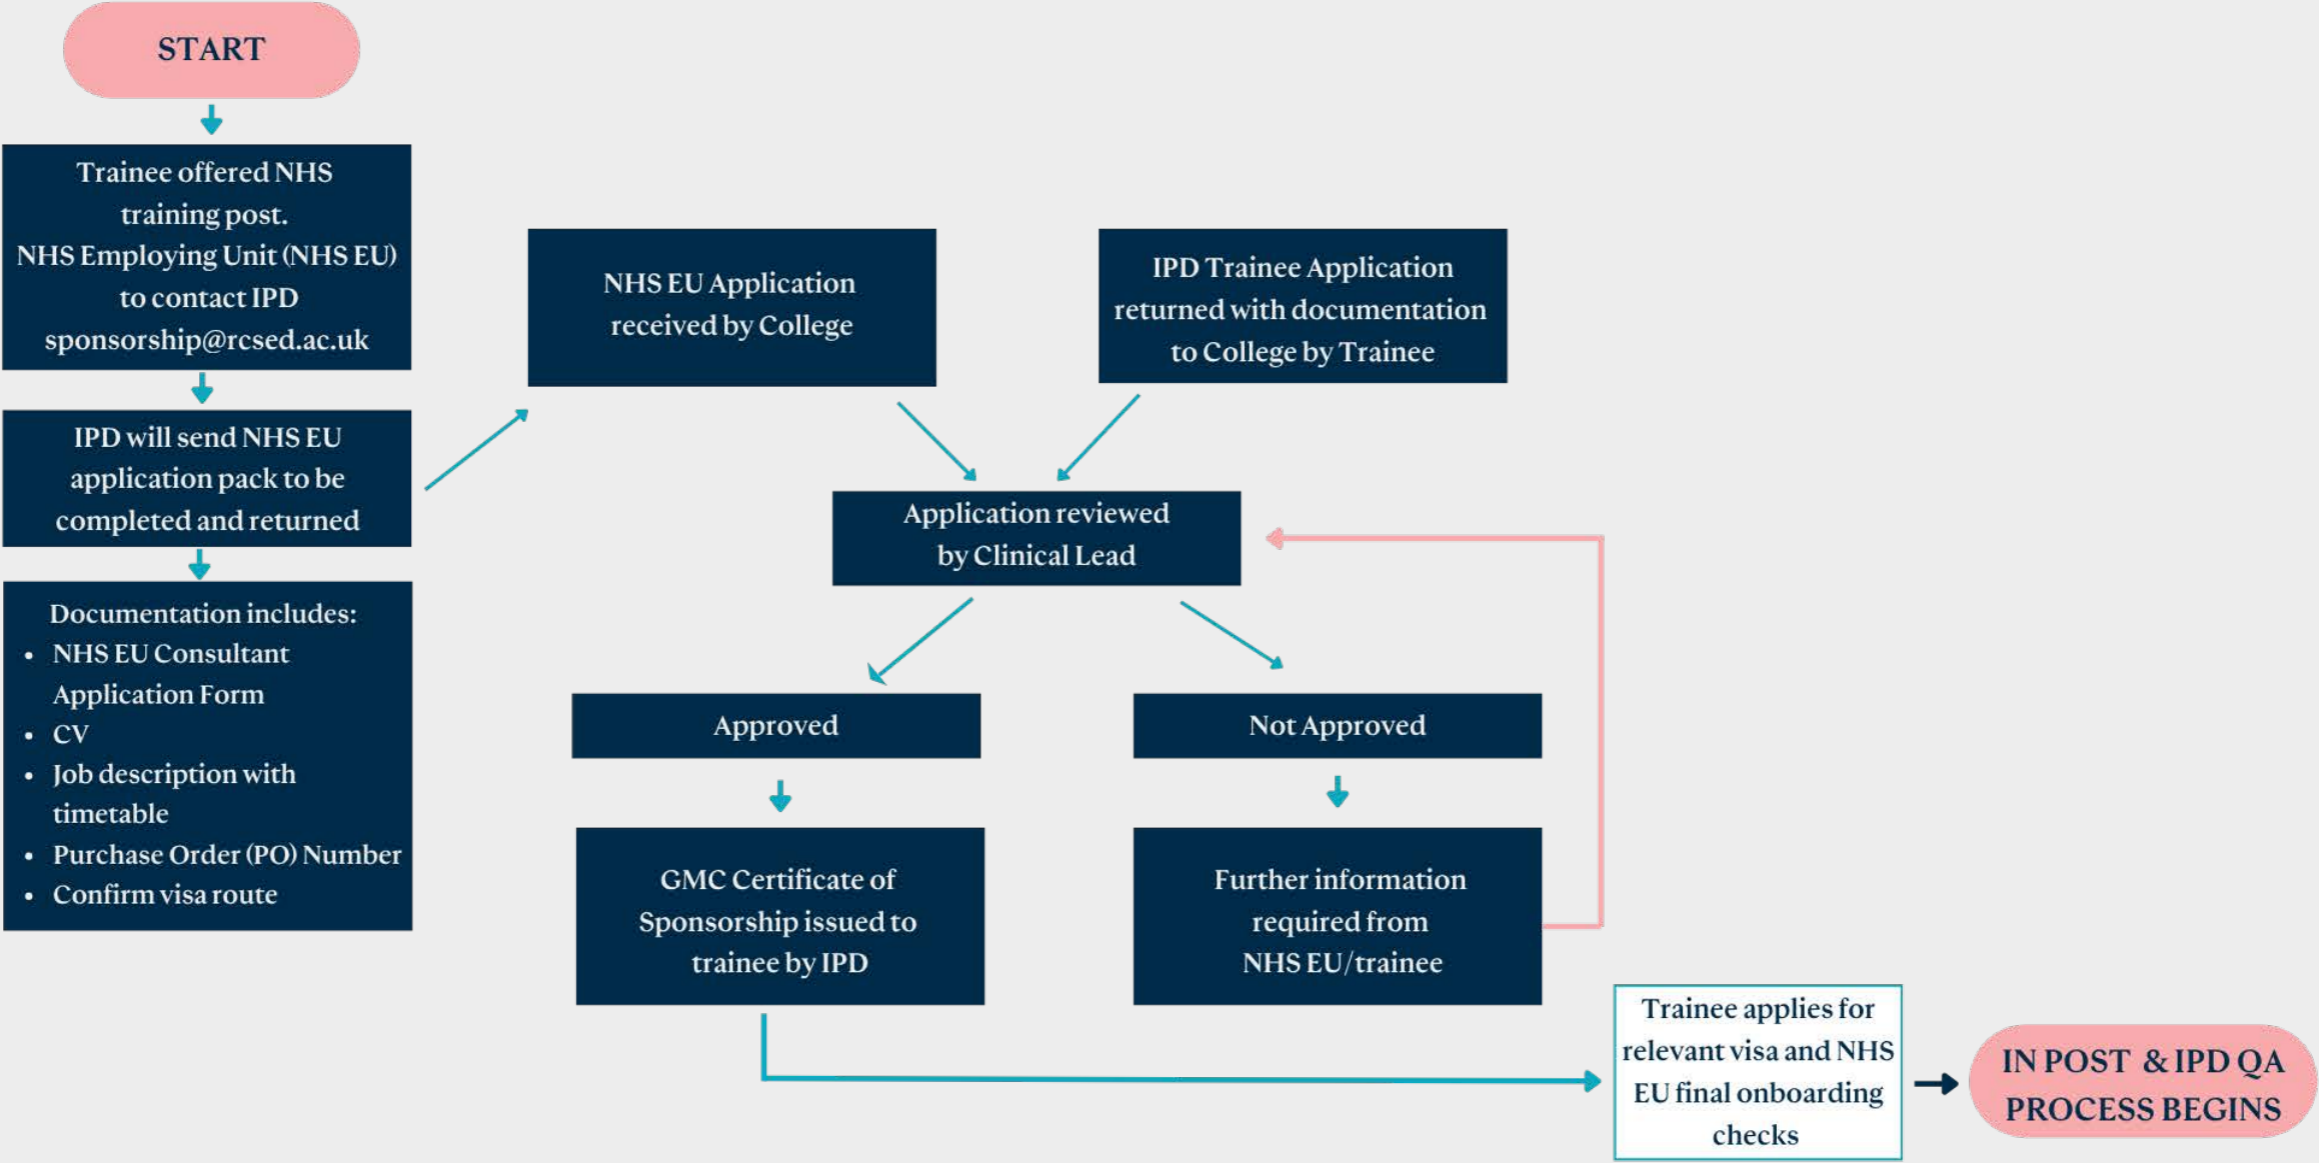 START
Trainee offered NHS
training post.
NHS Employing Unit (NHS EU)
to contact IPD
sponsorship@rcsed.ac.uk
IPD will send NHS EU
application pack to be
completed and returned
Documentation includes:
• NHS EU Consultant
Application Form
• CV
• Job description with
timetable
• Purchase Order (PO) Number
• Confirm visa route
NHS EU Application
received by College
IPD Trainee Application
returned with documentation
to College by Trainee
Application reviewed
by Clinical Lead
Approved
Not Approved
GMC Certificate of
Sponsorship issued to
trainee by IPD
Further information
required from
NHS EU/trainee
Trainee applies for
relevant visa and NHS
EU final onboarding
checks
IN POST & IPD QA
PROCESS BEGINS